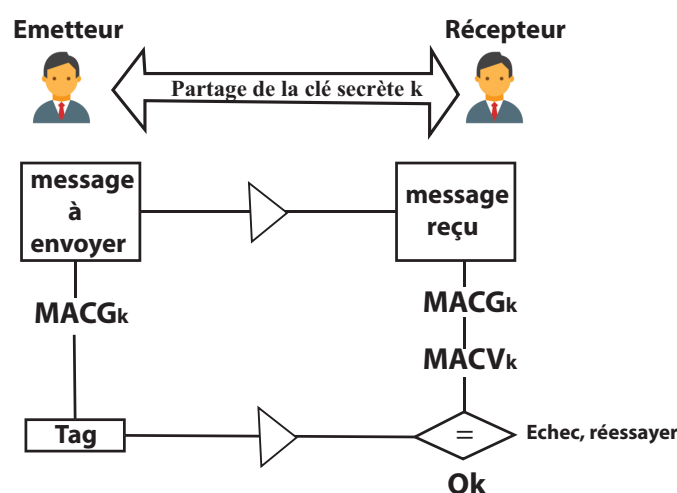 Emetteur
Récepteur
Partage de la clé secrète k
message
à
envoyer
message
reçu
MACGk
MACGk
MACVk
Tag
=
Echec, réessayer
Ok